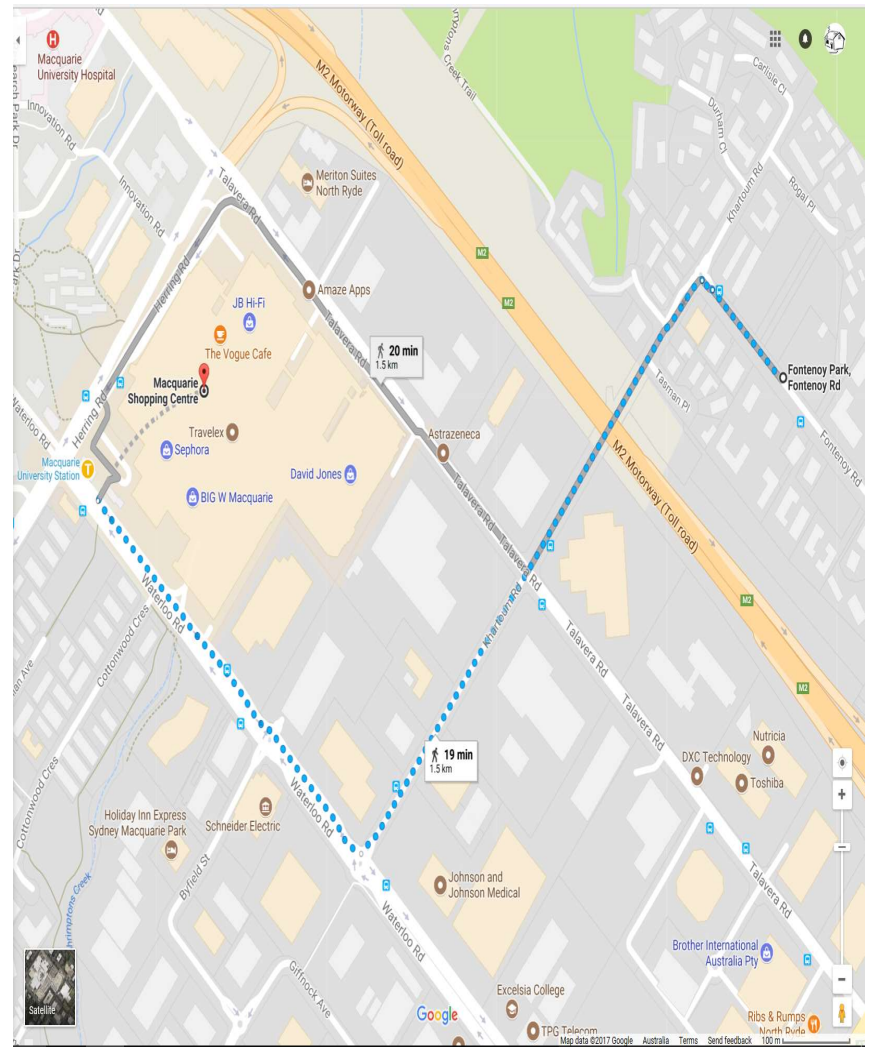 H
Macquarie
University Hospital
Innovation Rd
Innovation Rd
Talavera Rd
M2 Motorway (Toll road)
Creek Trail
Carlisle Cl
Durham Cl
Khartoum Rd
Rogal Pl
Meriton Suites
North Ryde
M2
M2
Herring Rd
JB Hi-Fi
The Vogue Cafe
Amaze Apps
Talavera Rd
20 min
1.5 km
Macquarie
Shopping Centre
Fontenoy Park,
Fontenoy Rd
Tasman Pl
Fontenoy Rd
Herring Rd
Waterloo Rd
Travelex
Sephora
Astrazeneca
M2 Motorway (Toll road)
Macquarie
University Station
T
David Jones
BIG W Macquarie
Talavera Rd
Talavera Rd
Khartoum Rd
M2
Waterloo Rd
Cottonwood Cres
Talavera Rd
M2
19 min
1.5 km
Talavera Rd
Nutricia
DXC Technology
Toshiba
Cottonwood Cres
Waterloo Rd
Holiday Inn Express
Sydney Macquarie Park
Schneider Electric
Byfield St
Johnson and
Johnson Medical
Talavera Rd
Waterloo Rd
Brother International
Australia Pty
Giffnock Ave
Satellite
Google
Excelsia College
TPG Telecom
Ribs & Rumps
North Ryde
Map data ©2017 Google Australia Terms Send feedback 100 m